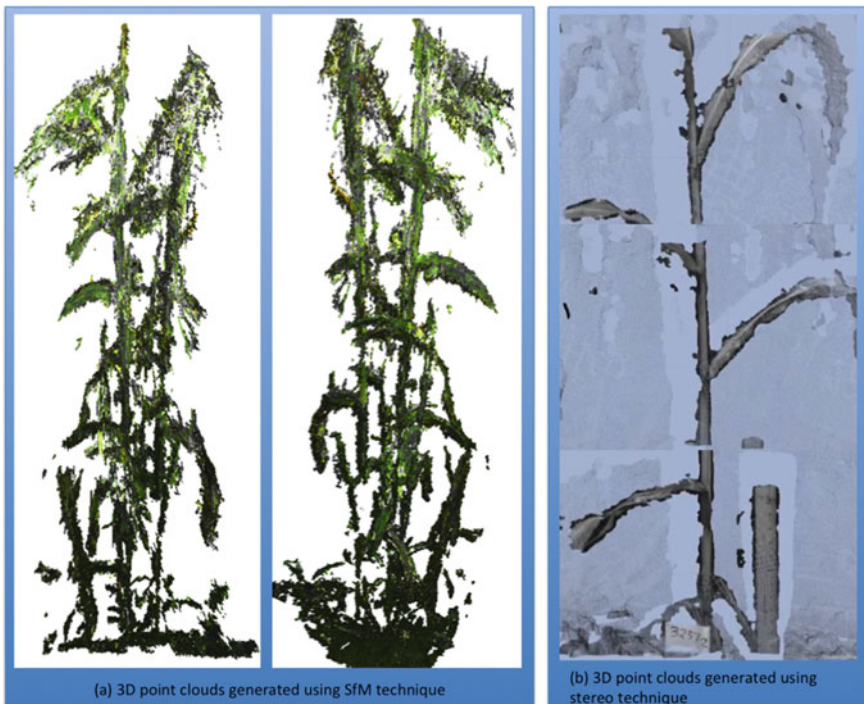 (a) 3D point clouds generated using SfM technique
(b) 3D point clouds generated using
stereo technique